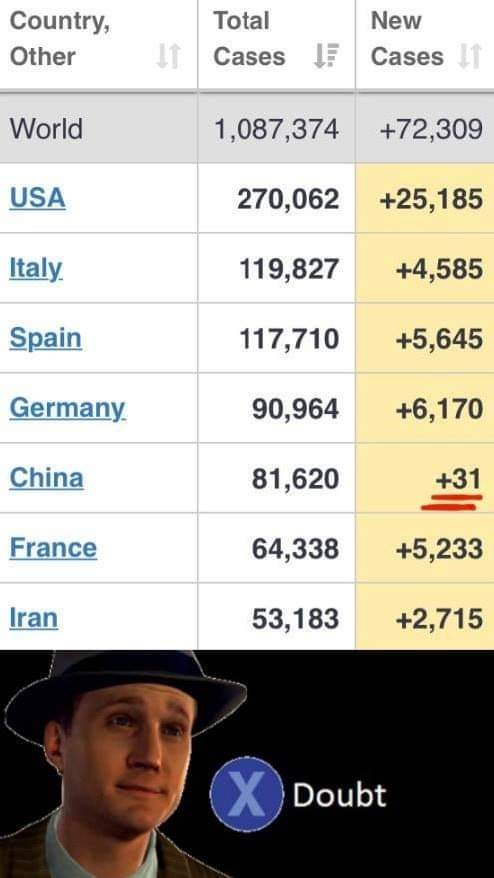 Country, Other Total Cases New Cases
World 1,087,374 +72,309
USA 270,062 +25,185
Italy 119,827 +4,585
Spain 117,710 +5,645
Germany 90,964 +6,170
China 81,620 +31
France 64,338 +5,233
Iran 53,183 +2,715
X Doubt